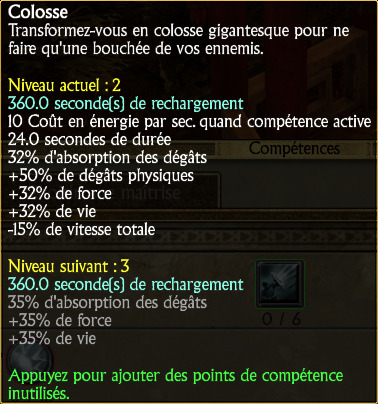 Colosse
Transformez-vous en colosse gigantesque pour ne
faire qu'une bouchée de vos ennemis.
Niveau actuel : 2
360.0 seconde(s) de rechargement
10 Coût en énergie par sec. quand compétence active
24.0 secondes de durée
32% d'absorption des dégâts
Compétences
+50% de dégâts physiques
+32% de force
maîtrise
+32% de vie
-15% de vitesse totale
Niveau suivant : 3
360.0 seconde(s) de rechargement
35% d'absorption des dégâts
+35% de force
0 / 6
+35% de vie
Appuyez pour ajouter des points de compétence
inutilisés.